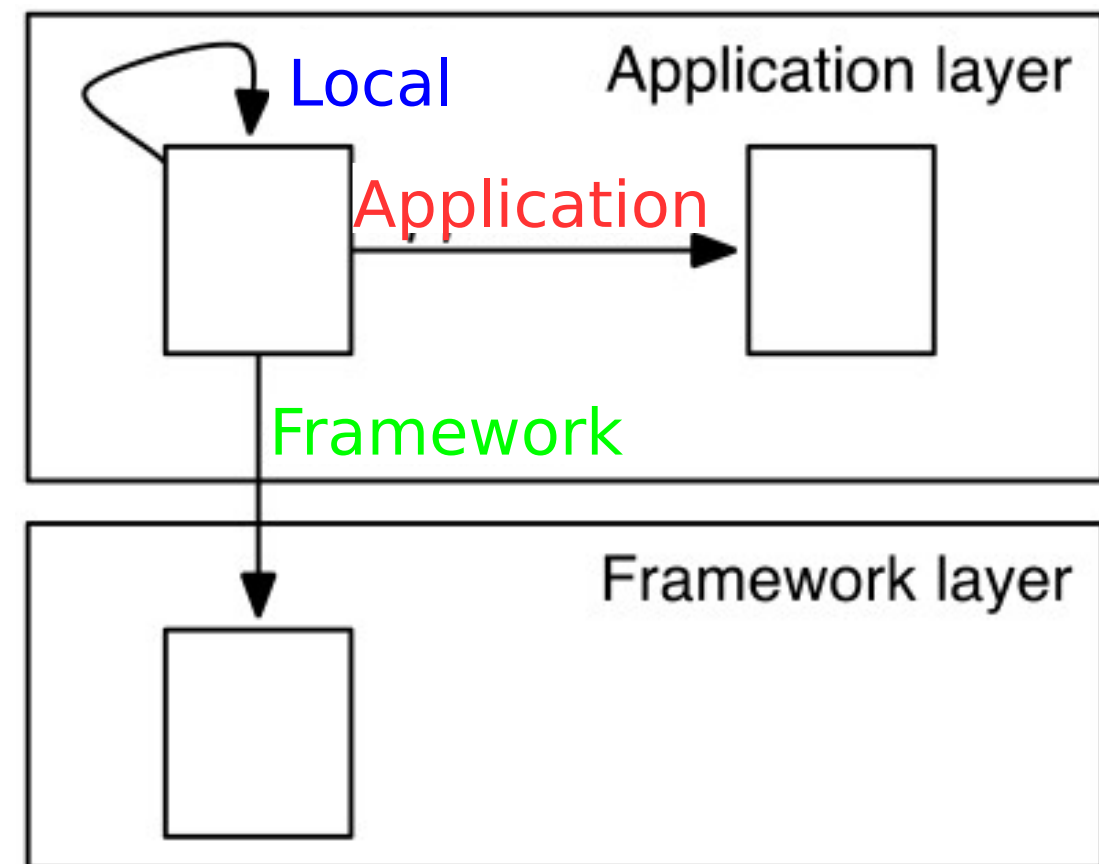 Local
Application layer
Application
Framework
Framework layer